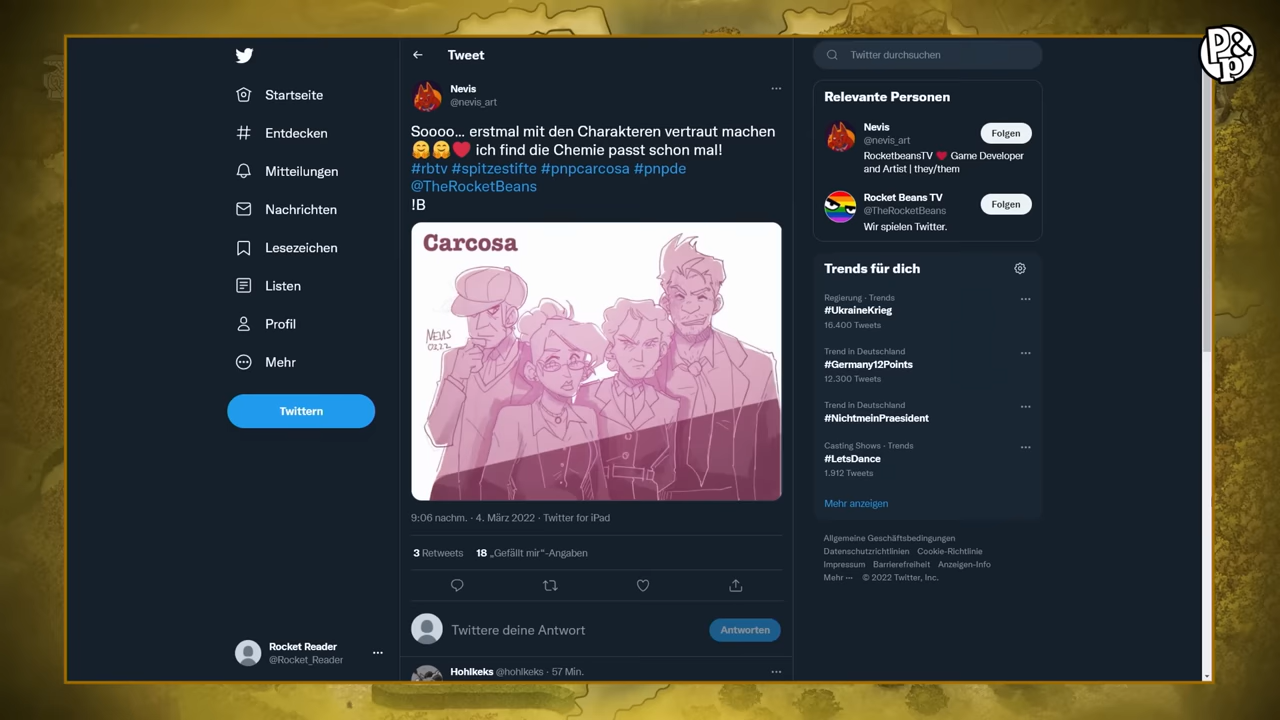 P&P
Startseite
Entdecken
Mitteilungen
Nachrichten
Lesezeichen
Listen
Profil
Mehr
Twittern
Rocket Reader
@Rocket_Reader
Tweet
Nevis
@nevis_art
Soooo... erstmal mit den Charakteren vertraut machen
🤗🤗❤️ ich find die Chemie passt schon mal!
#rbtv #spitzestifte #pnpcarcosa #pnpde
@TheRocketBeans
!B
Carcosa
NEVIS
0222
9:06 nachm. · 4. März 2022 · Twitter for iPad
3 Retweets 18 „Gefällt mir“-Angaben
Twittere deine Antwort
Antworten
Hohlkeks @hohlkeks · 57 Min.
Twitter durchsuchen
Relevante Personen
Nevis
@nevis_art
Folgen
RocketbeansTV ❤️ Game Developer
and Artist | they/them
Rocket Beans TV
@TheRocketBeans
Folgen
Wir spielen Twitter.
Trends für dich
Regierung · Trends
#UkraineKrieg
16.400 Tweets
Trend in Deutschland
#Germany12Points
12.300 Tweets
Trend in Deutschland
#NichtmeinPraesident
Casting Shows · Trends
#LetsDance
1.912 Tweets
Mehr anzeigen
Allgemeine Geschäftsbedingungen
Datenschutzrichtlinien Cookie-Richtlinie
Impressum Barrierefreiheit Anzeigen-Info
Mehr ··· © 2022 Twitter, Inc.